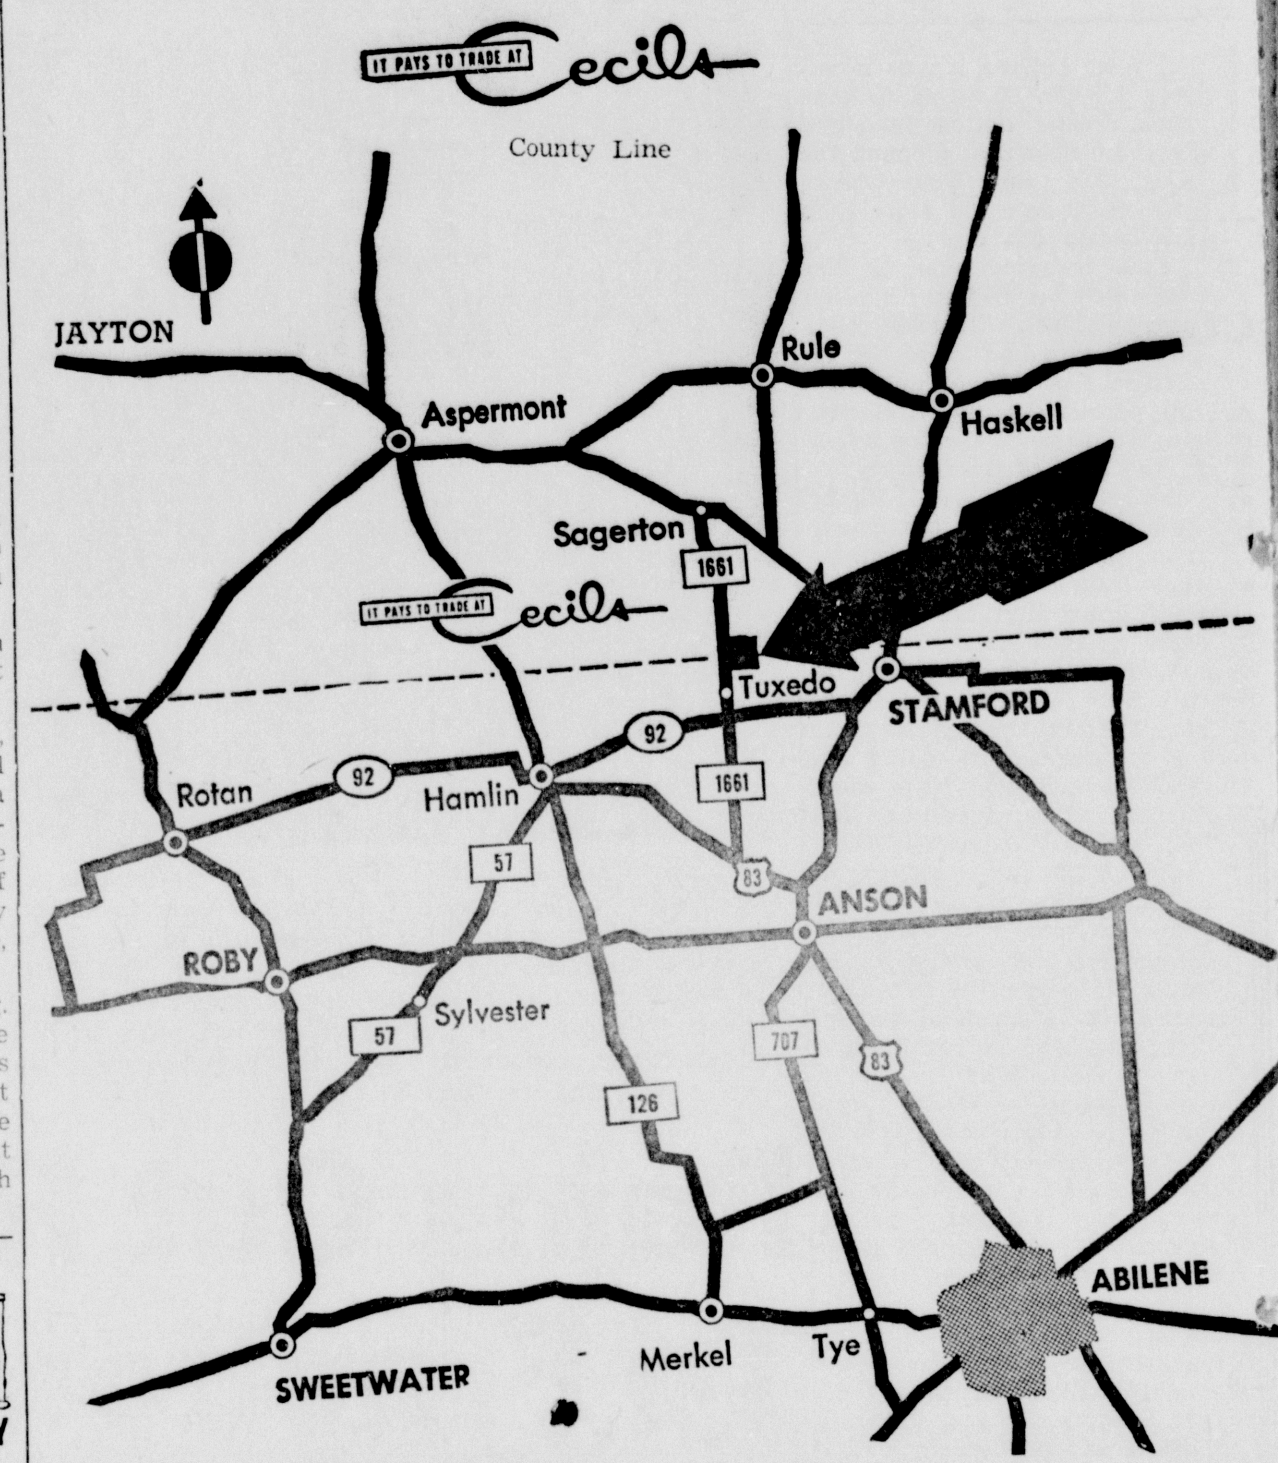 IT PAYS TO TRADE AT Cecils
County Line
JAYTON
Rule
Aspermont
Haskell
Sagerton
1661
IT PAYS TO TRADE AT Cecils
Tuxedo
STAMFORD
92
92
Rotan
Hamlin
1661
57
83
ANSON
ROBY
Sylvester
57
707
83
126
ABILENE
Merkel
Tye
SWEETWATER